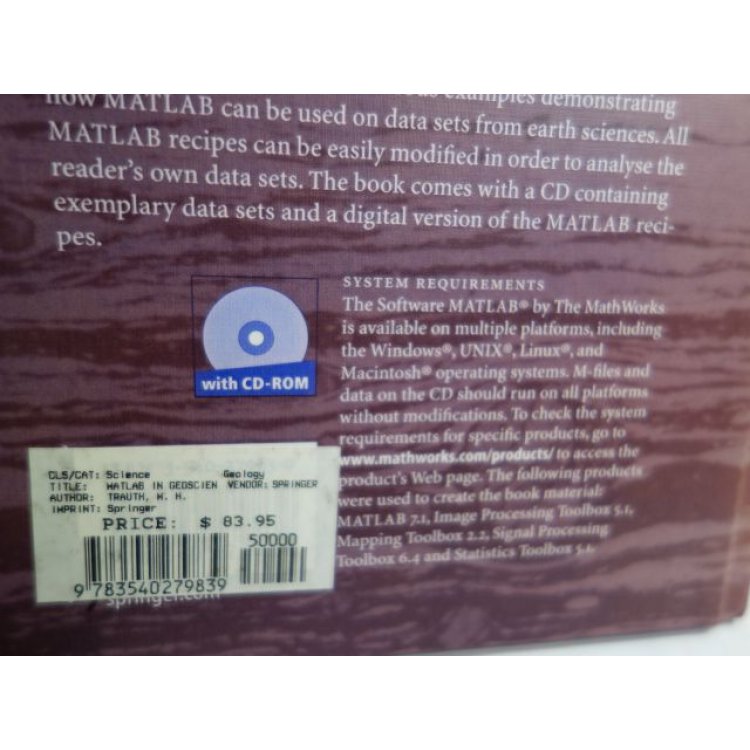 examples demonstrating
how MATLAB can be used on data sets from earth sciences. All
MATLAB recipes can be easily modified in order to analyse the
reader's own data sets. The book comes with a CD containing
exemplary data sets and a digital version of the MATLAB reci-
pes.
with CD-ROM
SYSTEM REQUIREMENTS
The Software MATLAB® by The MathWorks
is available on multiple platforms, including
the Windows®, UNIX®, Linux®, and
Macintosh® operating systems. M-files and
data on the CD should run on all platforms
without modifications. To check the system
requirements for specific products, go to
www.mathworks.com/products/ to access the
product's Web page. The following products
were used to create the book material:
MATLAB 7.1, Image Processing Toolbox 5.1,
Mapping Toolbox 2.2, Signal Processing
Toolbox 6.4 and Statistics Toolbox 5.1.
CLS/CAT: Science Geology
TITLE: MATLAB IN GEOSCIEN VENDOR: SPRINGER
AUTHOR: TRAUTH, M. H.
IMPRINT: Springer
PRICE: $ 83.95
50000
9 783540279839
springer.com